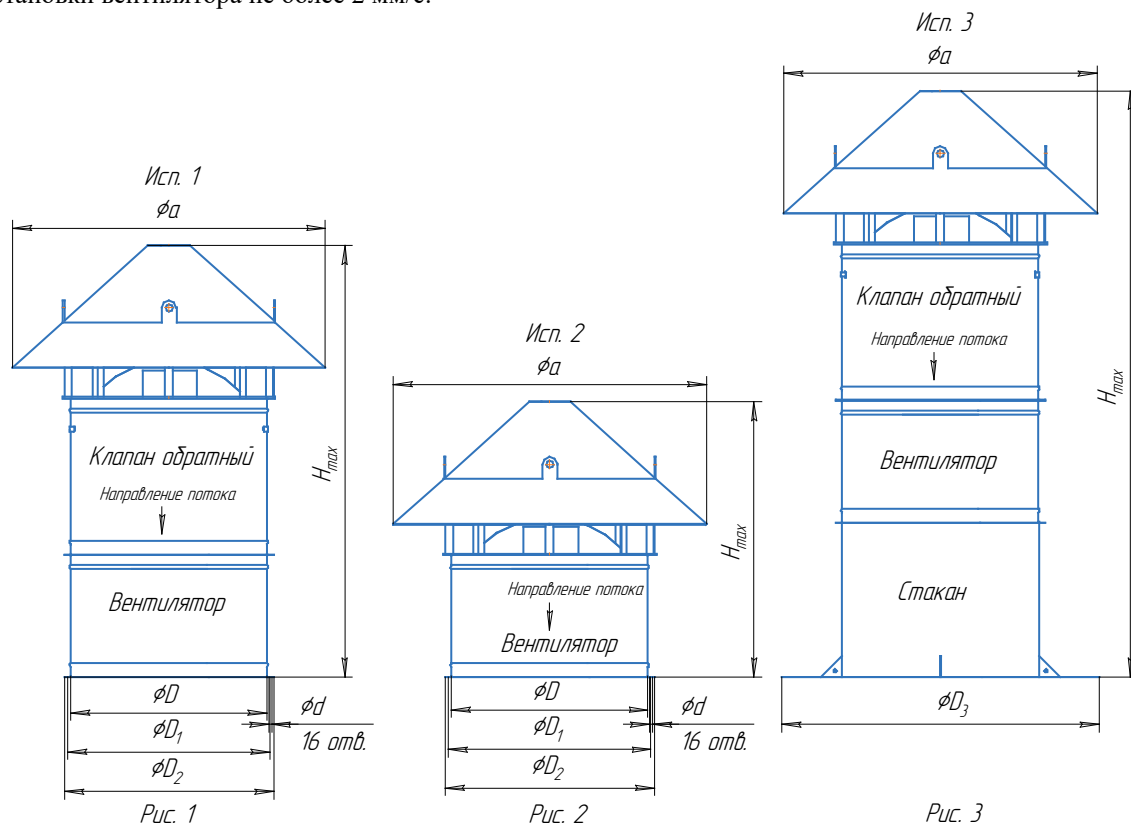 тановки вентилятора не более 2 мм/с.
Исп. 1
ϕa
Hmax
Клапан обратный
Направление потока
Вентилятор
ϕD
ϕd
ϕD1
16 отв.
ϕD2
Рис. 1
Исп. 2
ϕa
Hmax
Направление потока
Вентилятор
ϕD
ϕd
ϕD1
16 отв.
ϕD2
Рис. 2
Исп. 3
ϕa
Клапан обратный
Направление потока
Hmax
Вентилятор
Стакан
ϕD3
Рис. 3